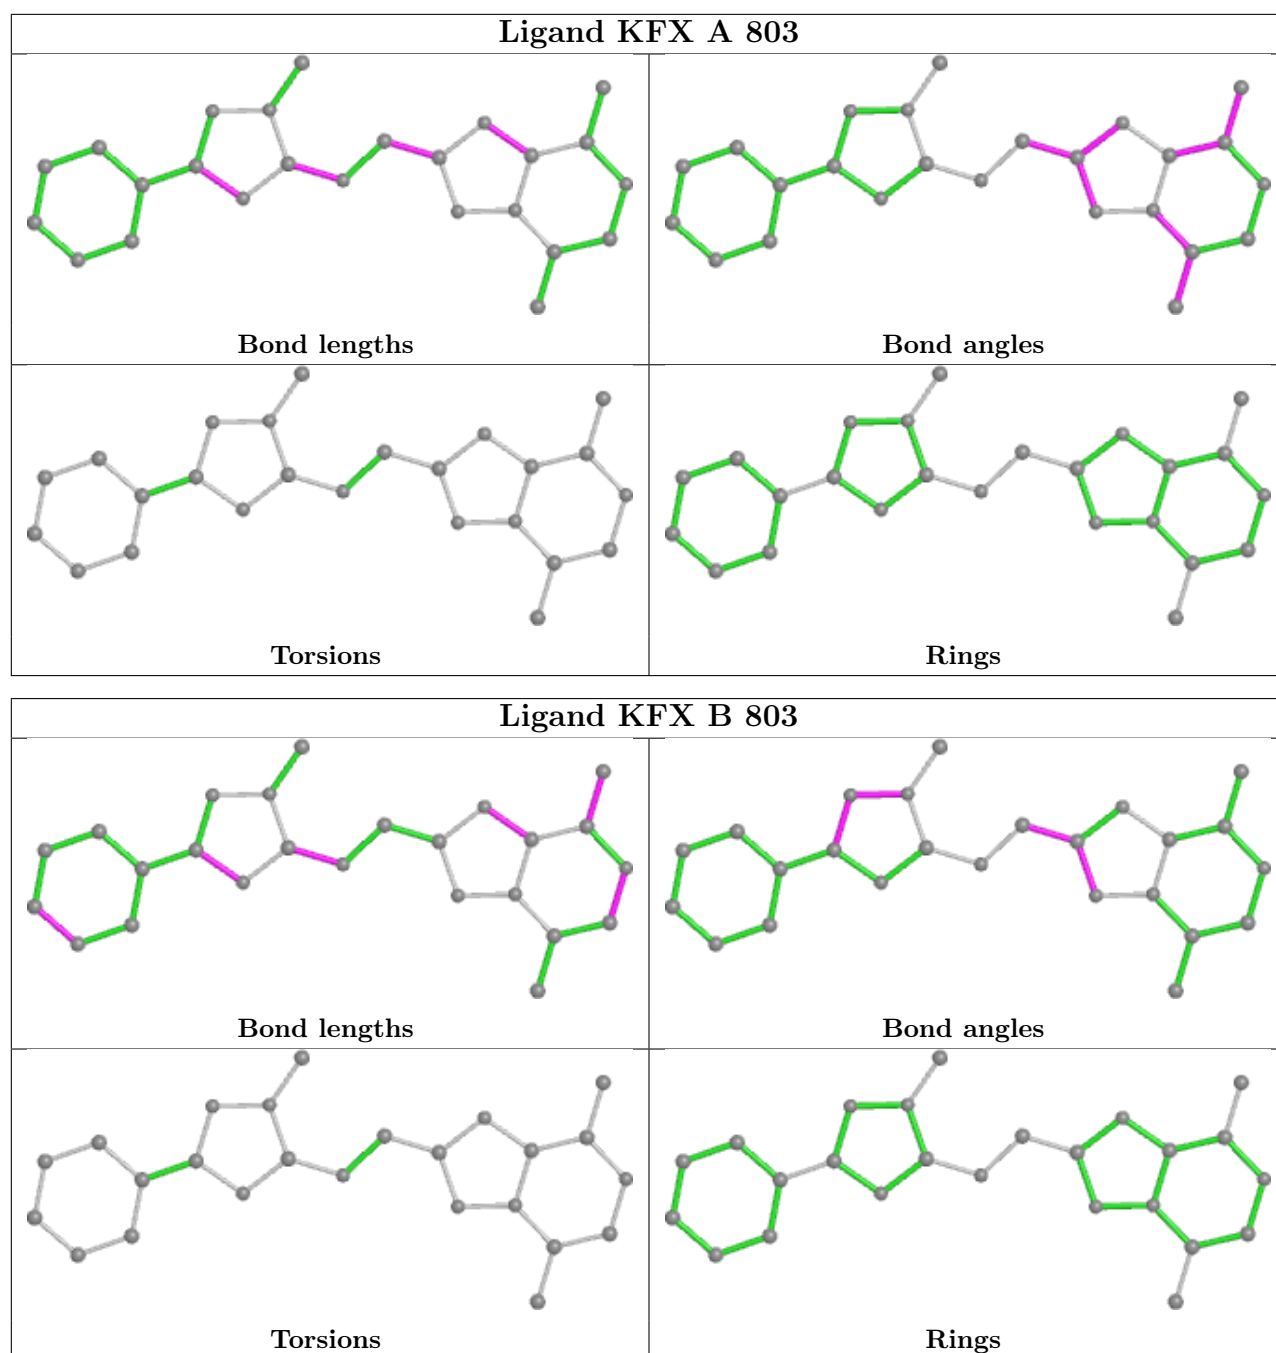 Ligand KFX A 803
Bond lengths
Bond angles
Torsions
Rings
Ligand KFX B 803
Bond lengths
Bond angles
Torsions
Rings